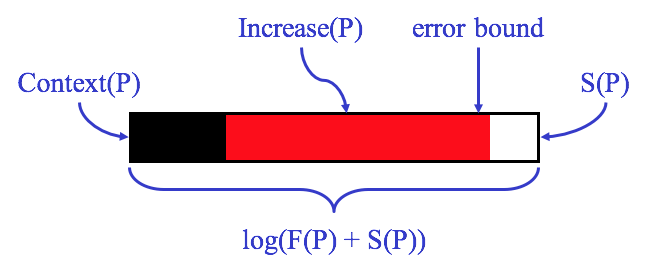 Increase(P)
error bound
Context(P)
S(P)
log(F(P) + S(P))